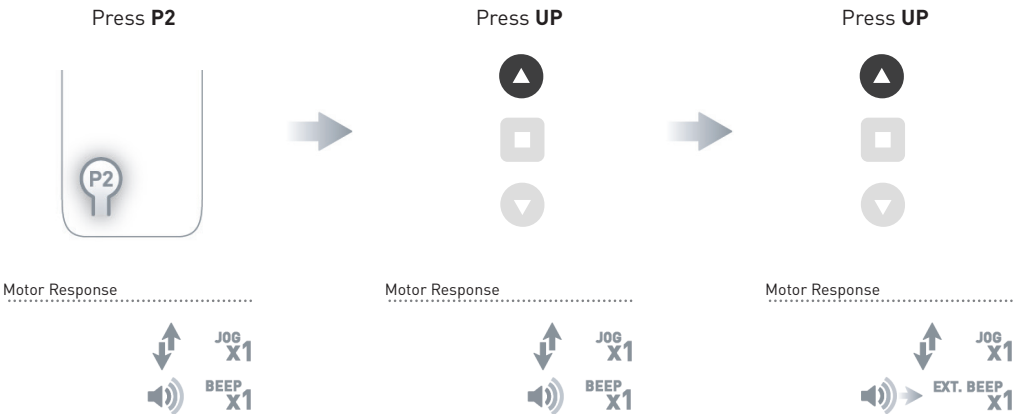 Press P2
Press UP
Press UP
P2
Motor Response
Motor Response
Motor Response
JOG X1
JOG X1
JOG X1
BEEP X1
BEEP X1
EXT. BEEP X1